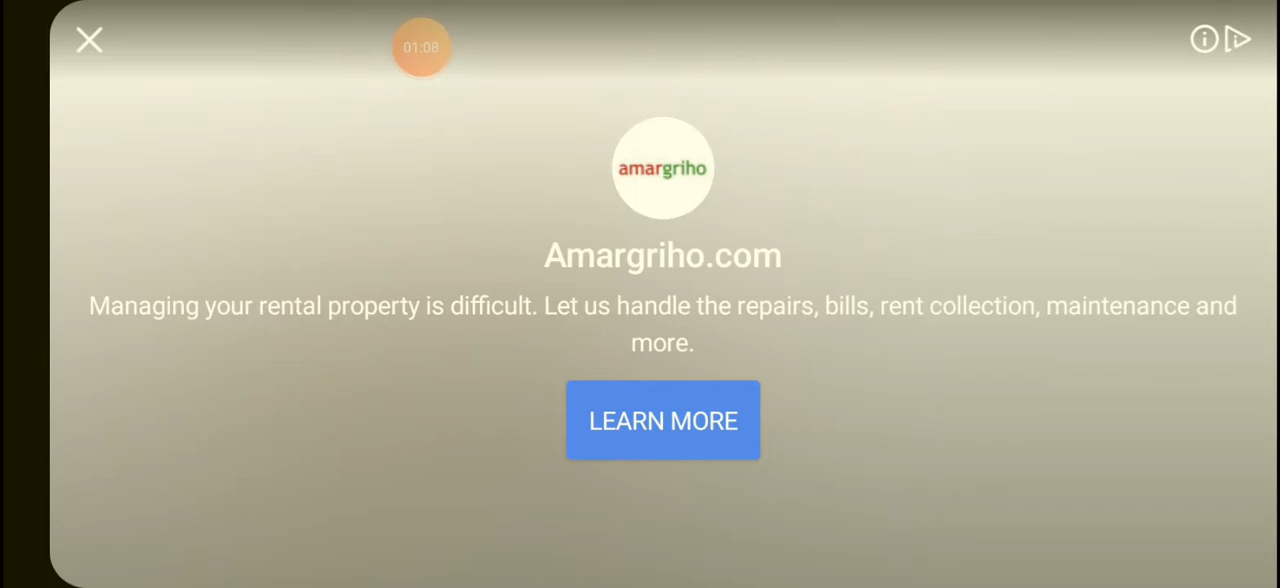 01:08
amargriho
Amargriho.com
Managing your rental property is difficult. Let us handle the repairs, bills, rent collection, maintenance and
more.
LEARN MORE